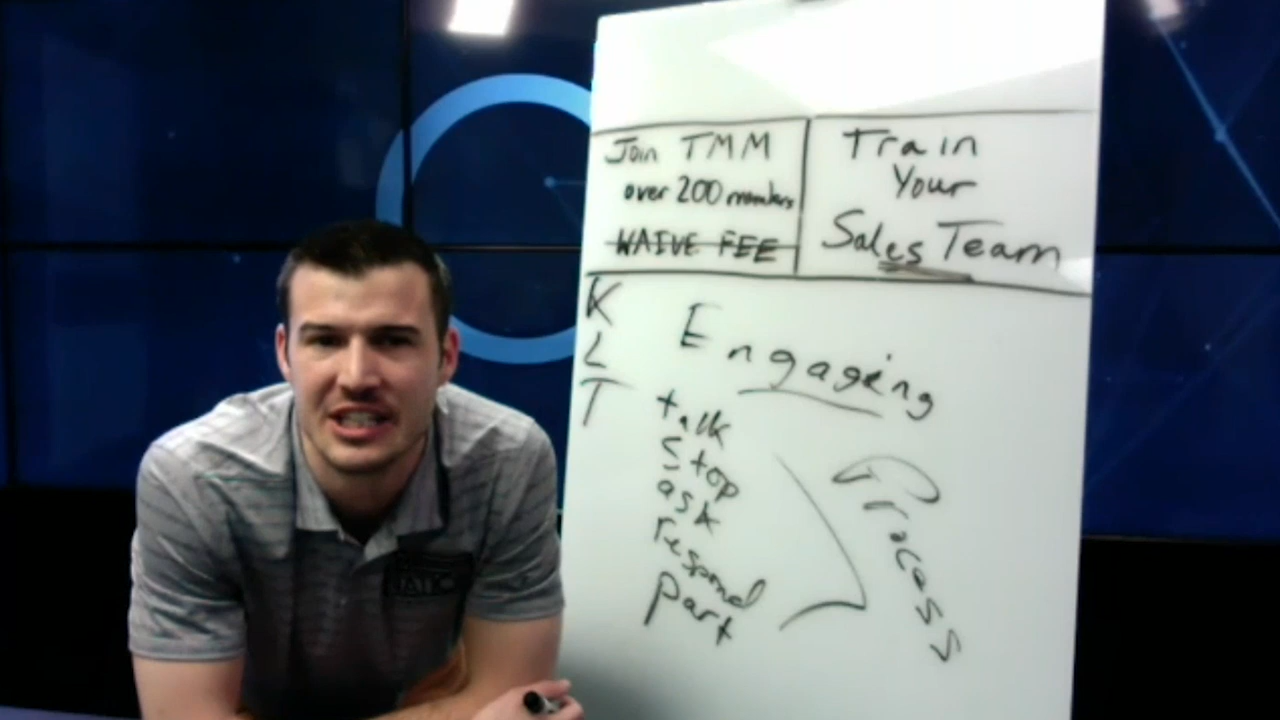 Join TMM
over 200 members
WAIVE FEE
Train
Your
Sales Team
K
L
T
Engaging
talk
stop
ask
respond
part
Process